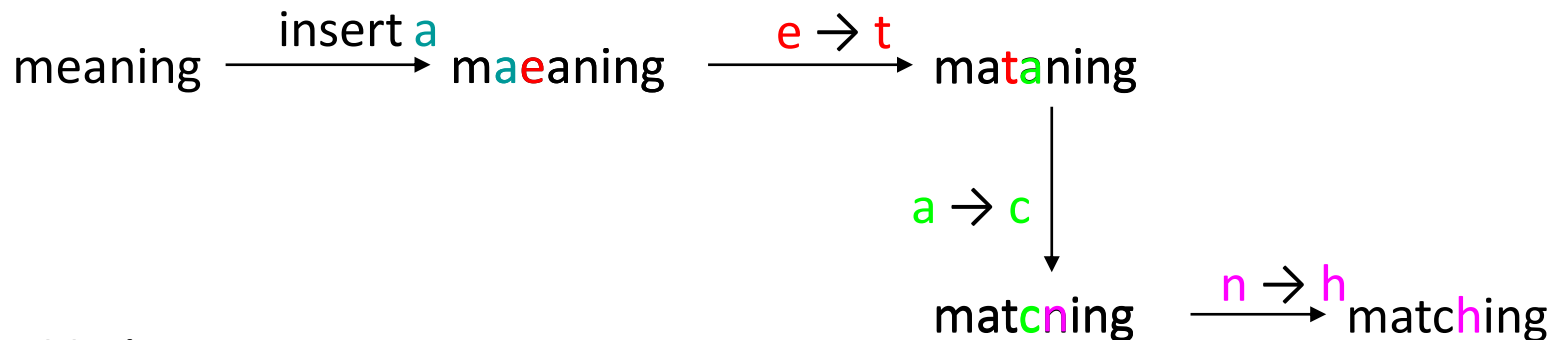 insert a
e → t
meaning
maeaning
mataning
a → c
n → h
matcning
matching